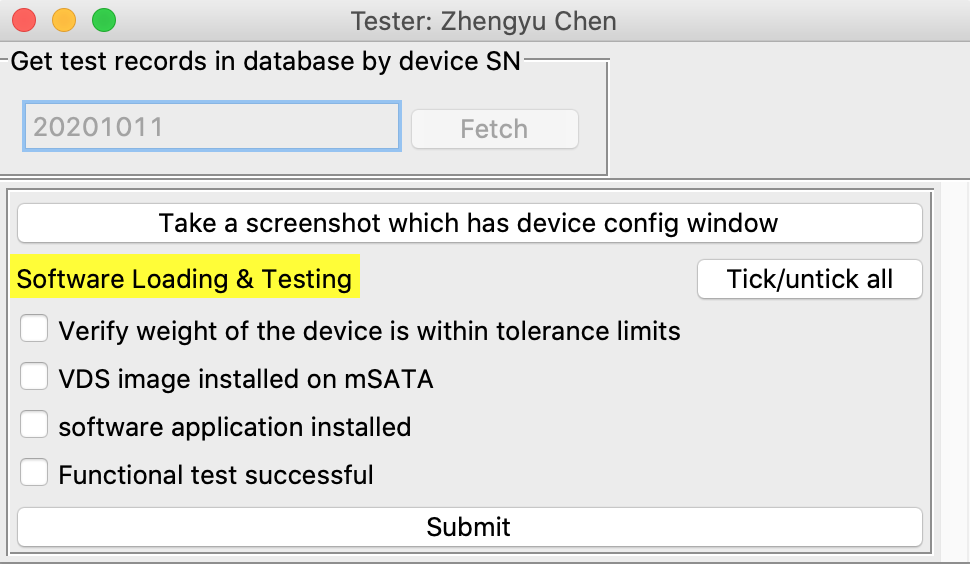 Tester: Zhengyu Chen
Get test records in database by device SN
20201011 Fetch
Take a screenshot which has device config window
Software Loading & Testing Tick/untick all
Verify weight of the device is within tolerance limits
VDS image installed on mSATA
software application installed
Functional test successful
Submit